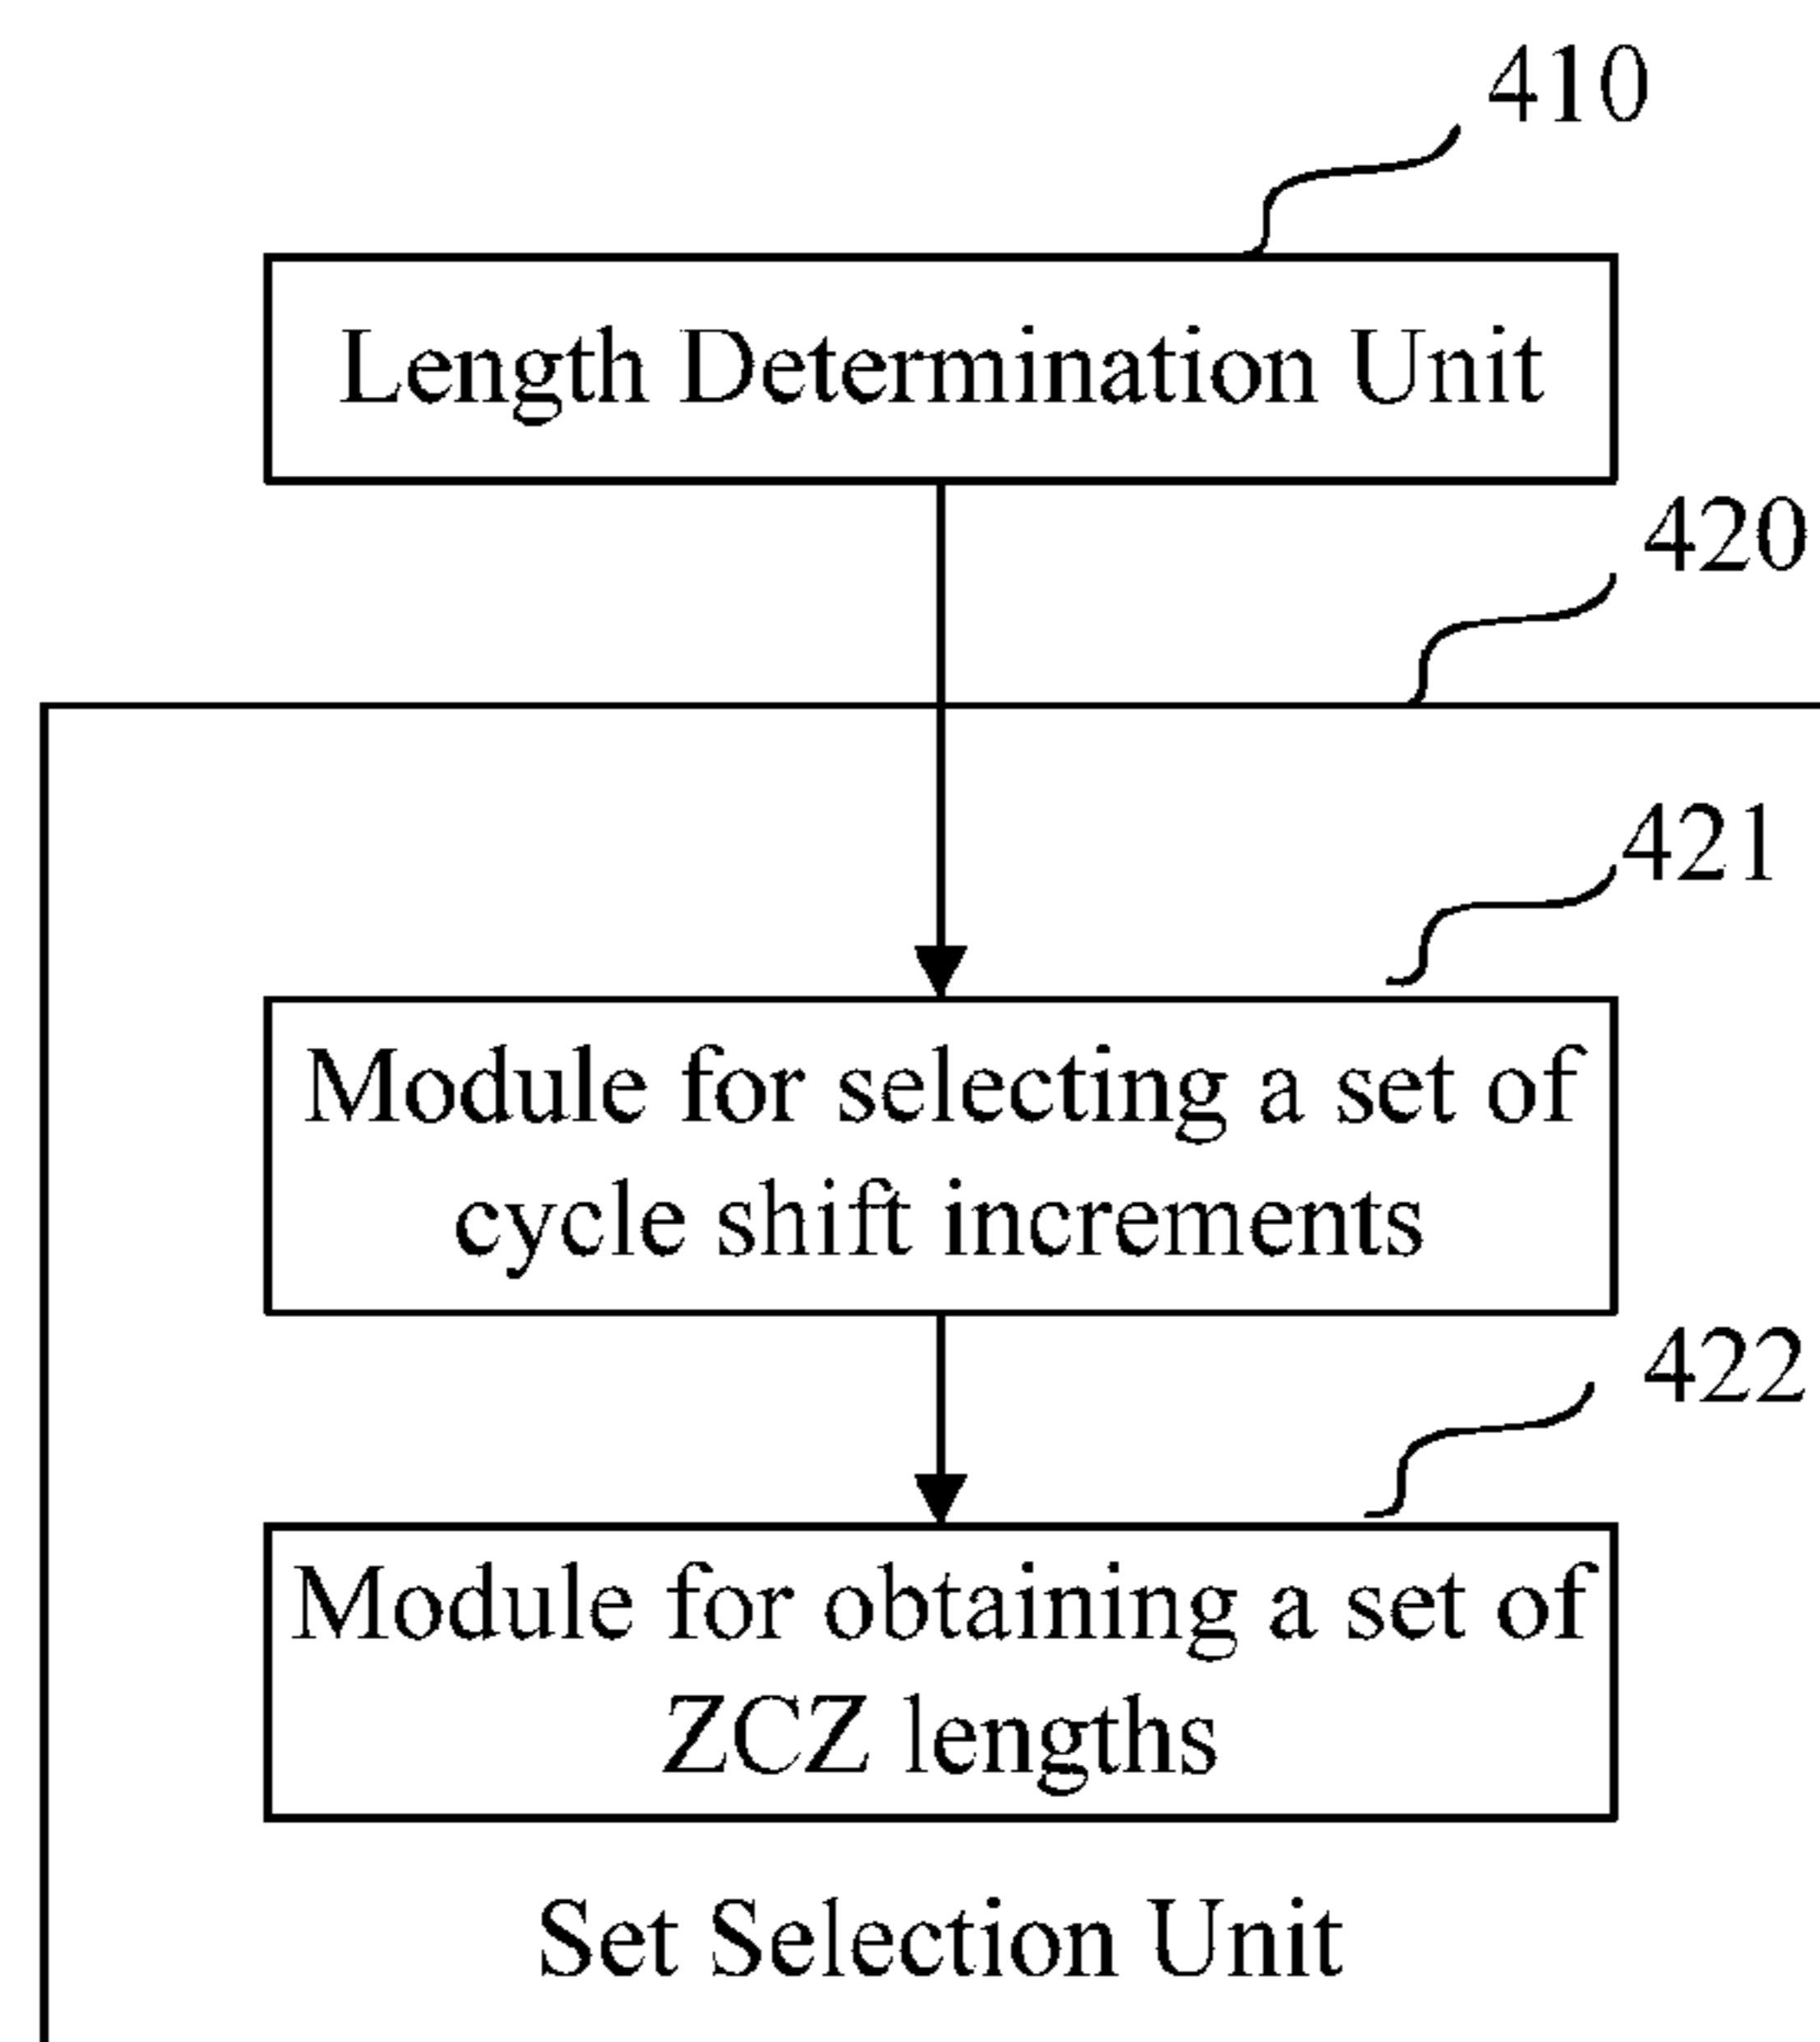 410
Length Determination Unit
420
421
Module for selecting a set of
cycle shift increments
422
Module for obtaining a set of
ZCZ lengths
Set Selection Unit